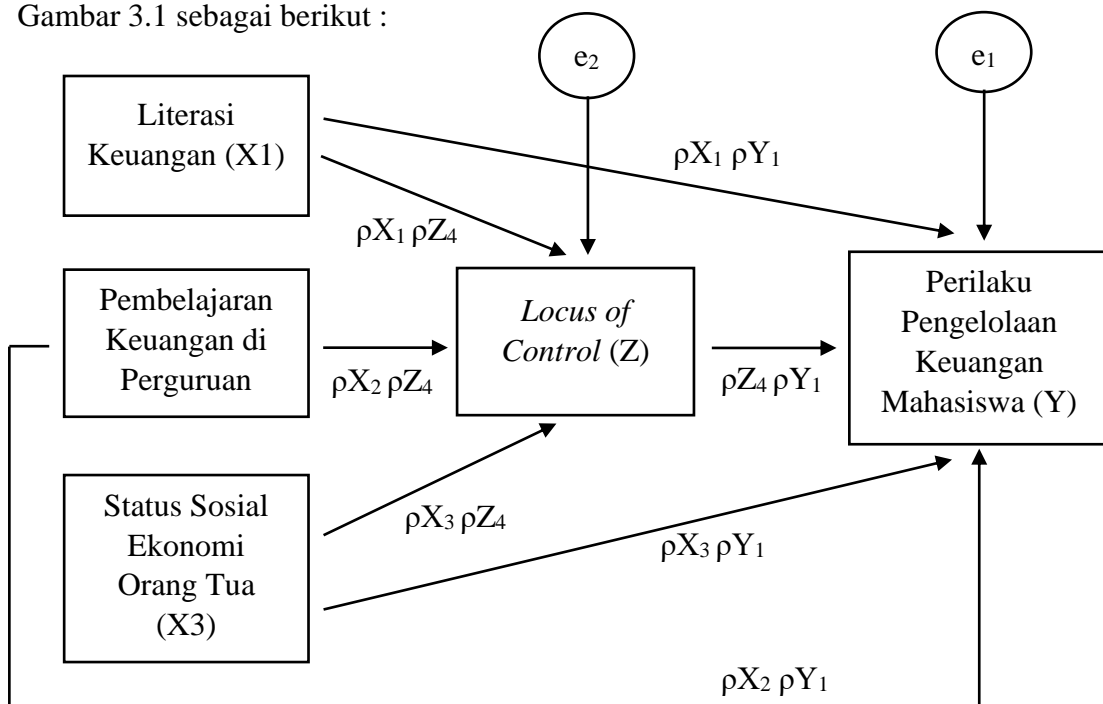 Gambar 3.1 sebagai berikut :
e₂
e₁
Literasi
Keuangan (X1)
ρX₁ ρY₁
ρX₁ ρZ₄
Pembelajaran
Keuangan di
Perguruan
ρX₂ ρZ₄
Locus of
Control (Z)
ρZ₄ ρY₁
Perilaku
Pengelolaan
Keuangan
Mahasiswa (Y)
Status Sosial
Ekonomi
Orang Tua
(X3)
ρX₃ ρZ₄
ρX₃ ρY₁
ρX₂ ρY₁